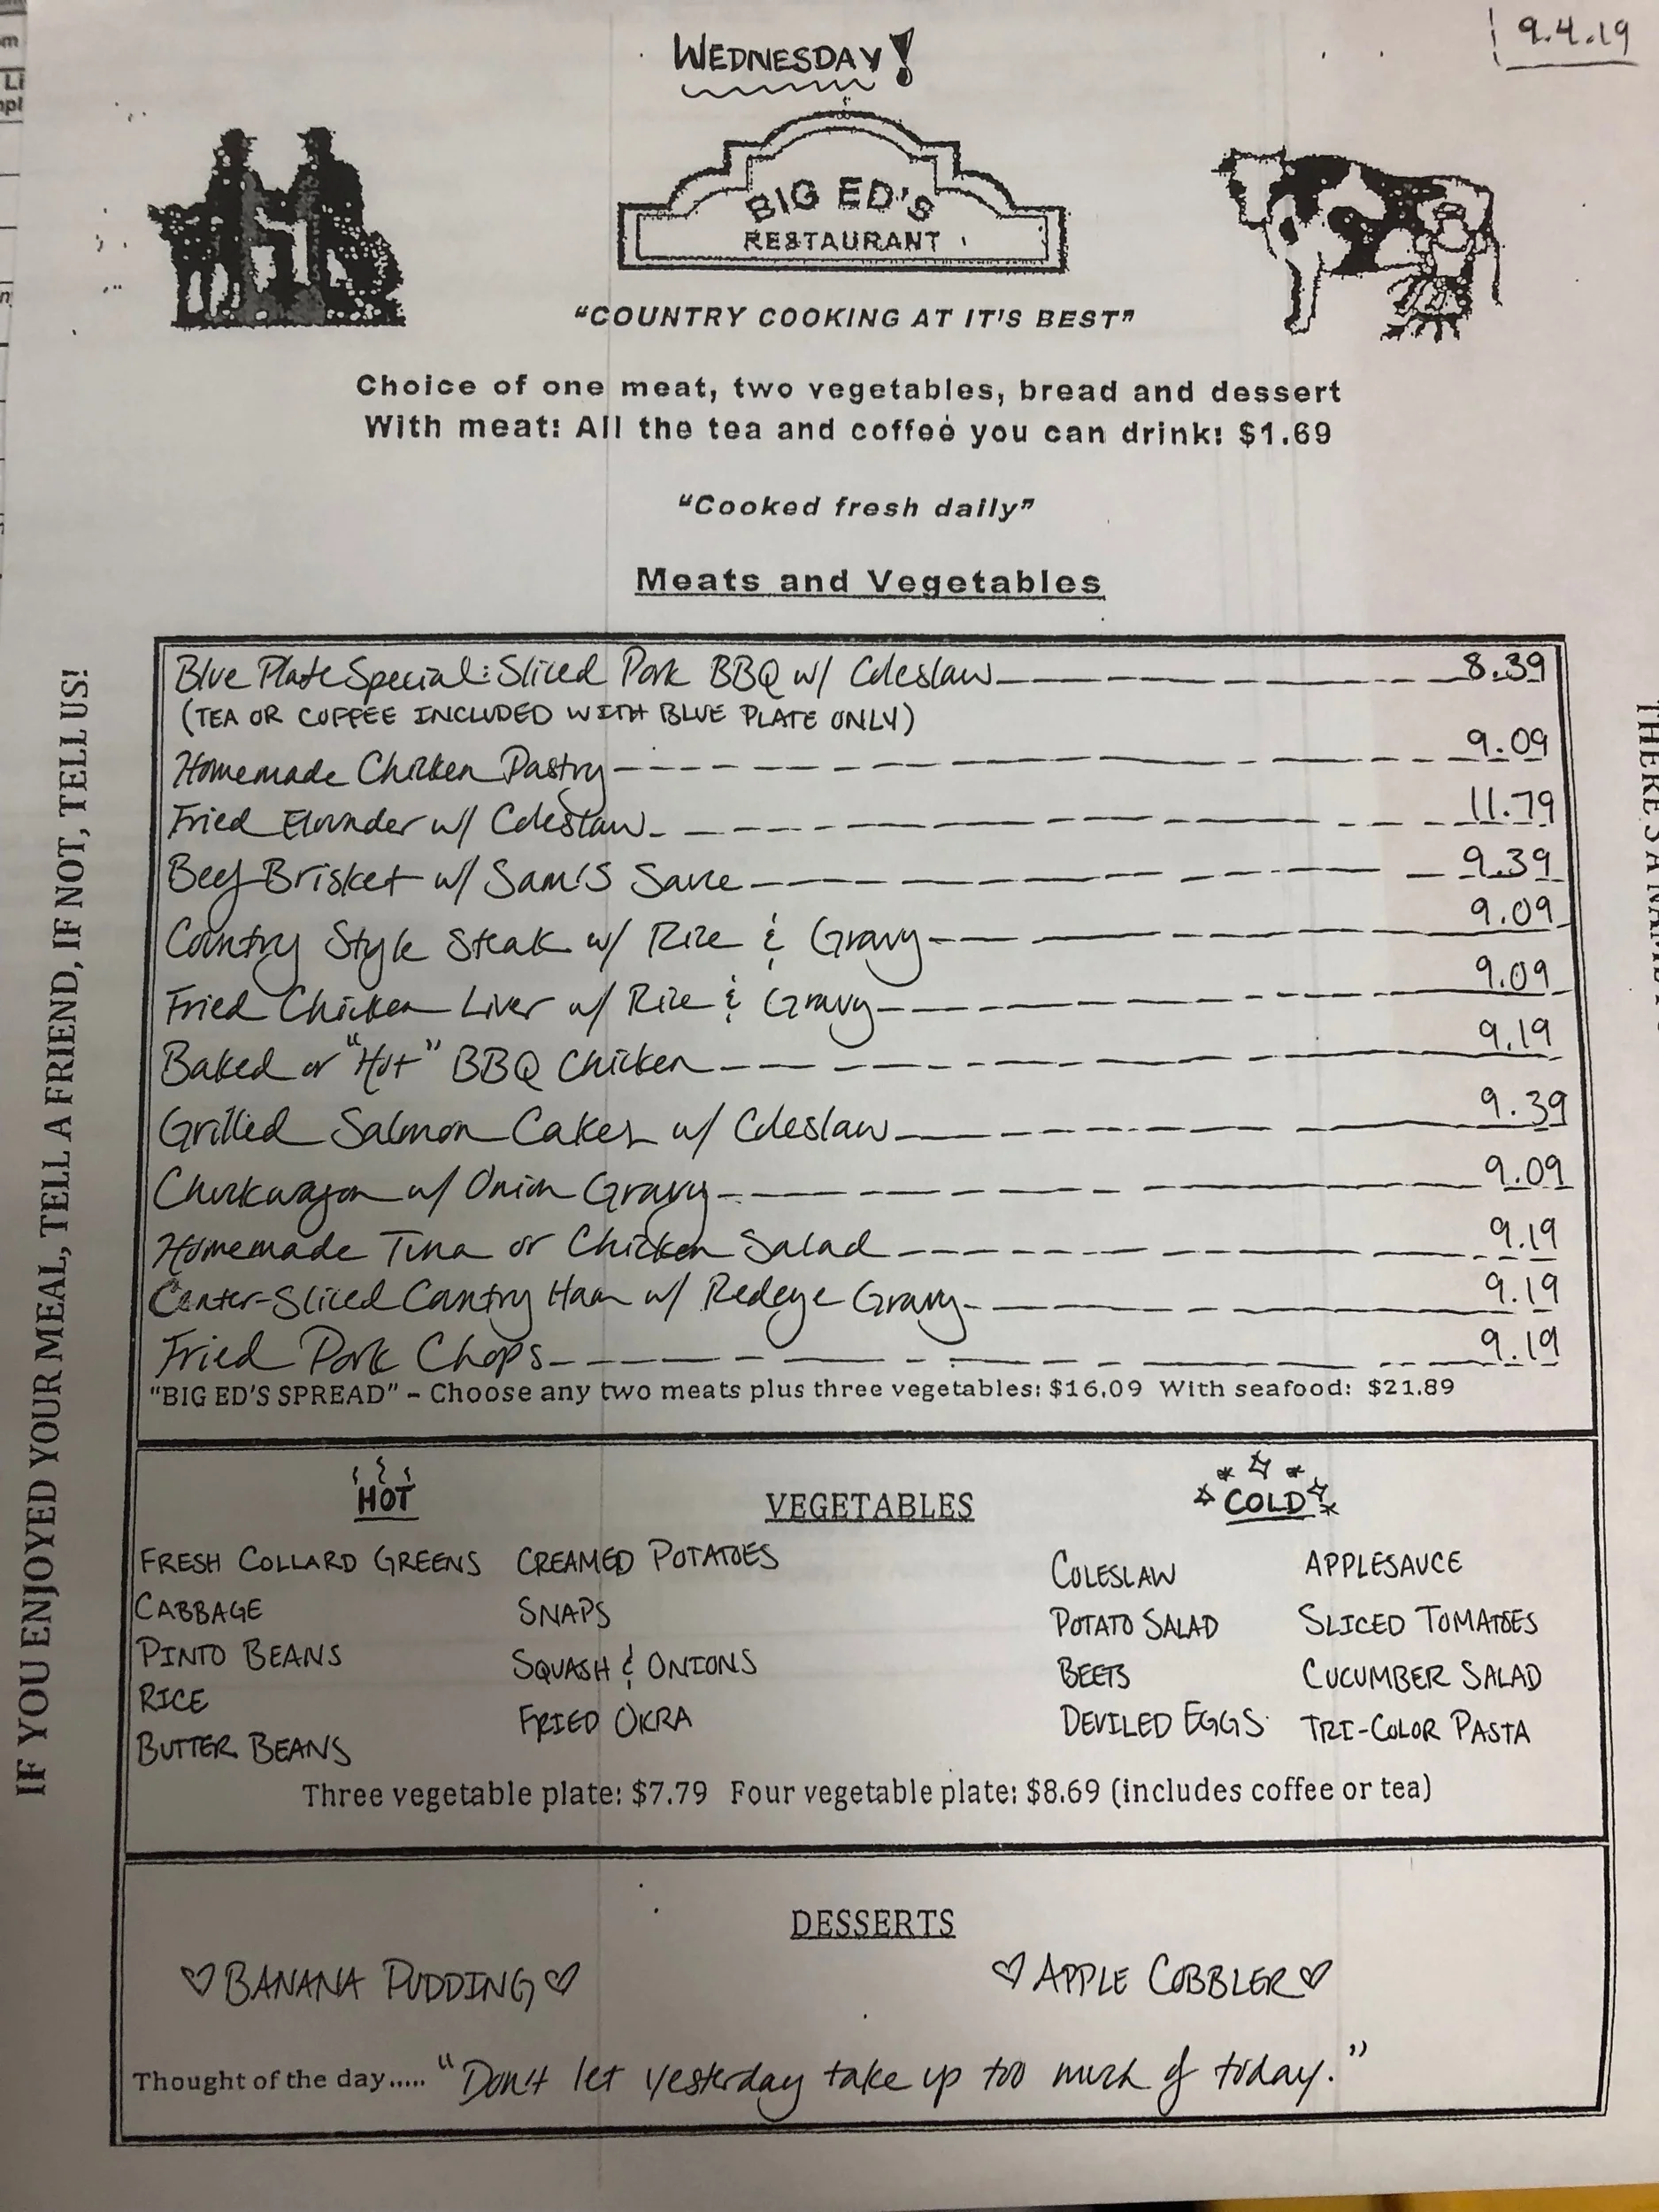 WEDNESDAY!
9.4.19
BIG ED'S
RESTAURANT
"COUNTRY COOKING AT IT'S BEST"
Choice of one meat, two vegetables, bread and dessert
With meat: All the tea and coffee you can drink: $1.69
"Cooked fresh daily"
Meats and Vegetables
Blue Plate Special: Sliced Pork BBQ w/ Coleslaw 8.39
(TEA OR COFFEE INCLUDED WITH BLUE PLATE ONLY)
Homemade Chicken Pastry 9.09
Fried Flounder w/ Coleslaw 11.79
Beef Brisket w/ Sam's Sauce 9.39
Country Style Steak w/ Rice & Gravy 9.09
Fried Chicken Liver w/ Rice & Gravy 9.09
Baked or "Hot" BBQ Chicken 9.19
Grilled Salmon Cakes w/ Coleslaw 9.39
Chuckwagon w/ Onion Gravy 9.09
Homemade Tuna or Chicken Salad 9.19
Center-Sliced Country Ham w/ Redeye Gravy 9.19
Fried Pork Chops 9.19
"BIG ED'S SPREAD" – Choose any two meats plus three vegetables: $16.09 With seafood: $21.89
HOT
VEGETABLES
COLD
FRESH COLLARD GREENS CREAMED POTATOES COLESLAW APPLESAUCE
CABBAGE SNAPS POTATO SALAD SLICED TOMATOES
PINTO BEANS SQUASH & ONIONS BEETS CUCUMBER SALAD
RICE FRIED OKRA DEVILED EGGS TRI-COLOR PASTA
BUTTER BEANS
Three vegetable plate: $7.79 Four vegetable plate: $8.69 (includes coffee or tea)
DESSERTS
♡ BANANA PUDDING ♡ ♡ APPLE COBBLER ♡
Thought of the day..... "Don't let yesterday take up too much of today."
IF YOU ENJOYED YOUR MEAL, TELL A FRIEND, IF NOT, TELL US!
THERE'S A